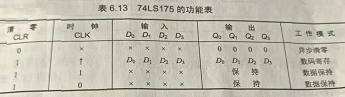 表 6.13 74LS175 的功能表
清 零 时 钟 输 入 输 出 工 作 模 式
CLR CLK D₀ D₁ D₂ D₃ Q₀ Q₁ Q₂ Q₃
0 × × × × × 0 0 0 0 异步清零
1 ↑ D₀ D₁ D₂ D₃ D₀ D₁ D₂ D₃ 数码寄存
1 1 × × × × 保 持 数据保持
1 0 × × × × 保 持 数据保持